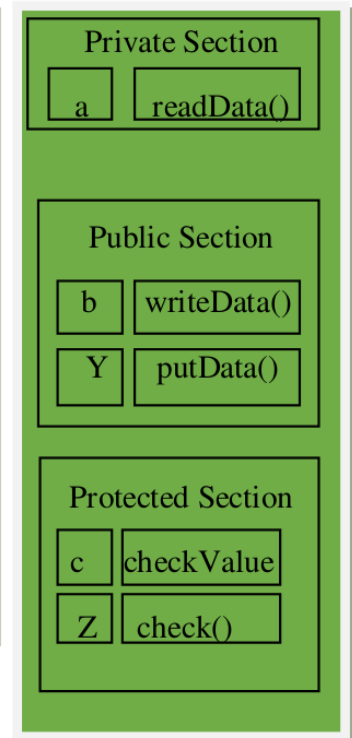 Private Section
a readData()
Public Section
b writeData()
Y putData()
Protected Section
c checkValue
Z check()